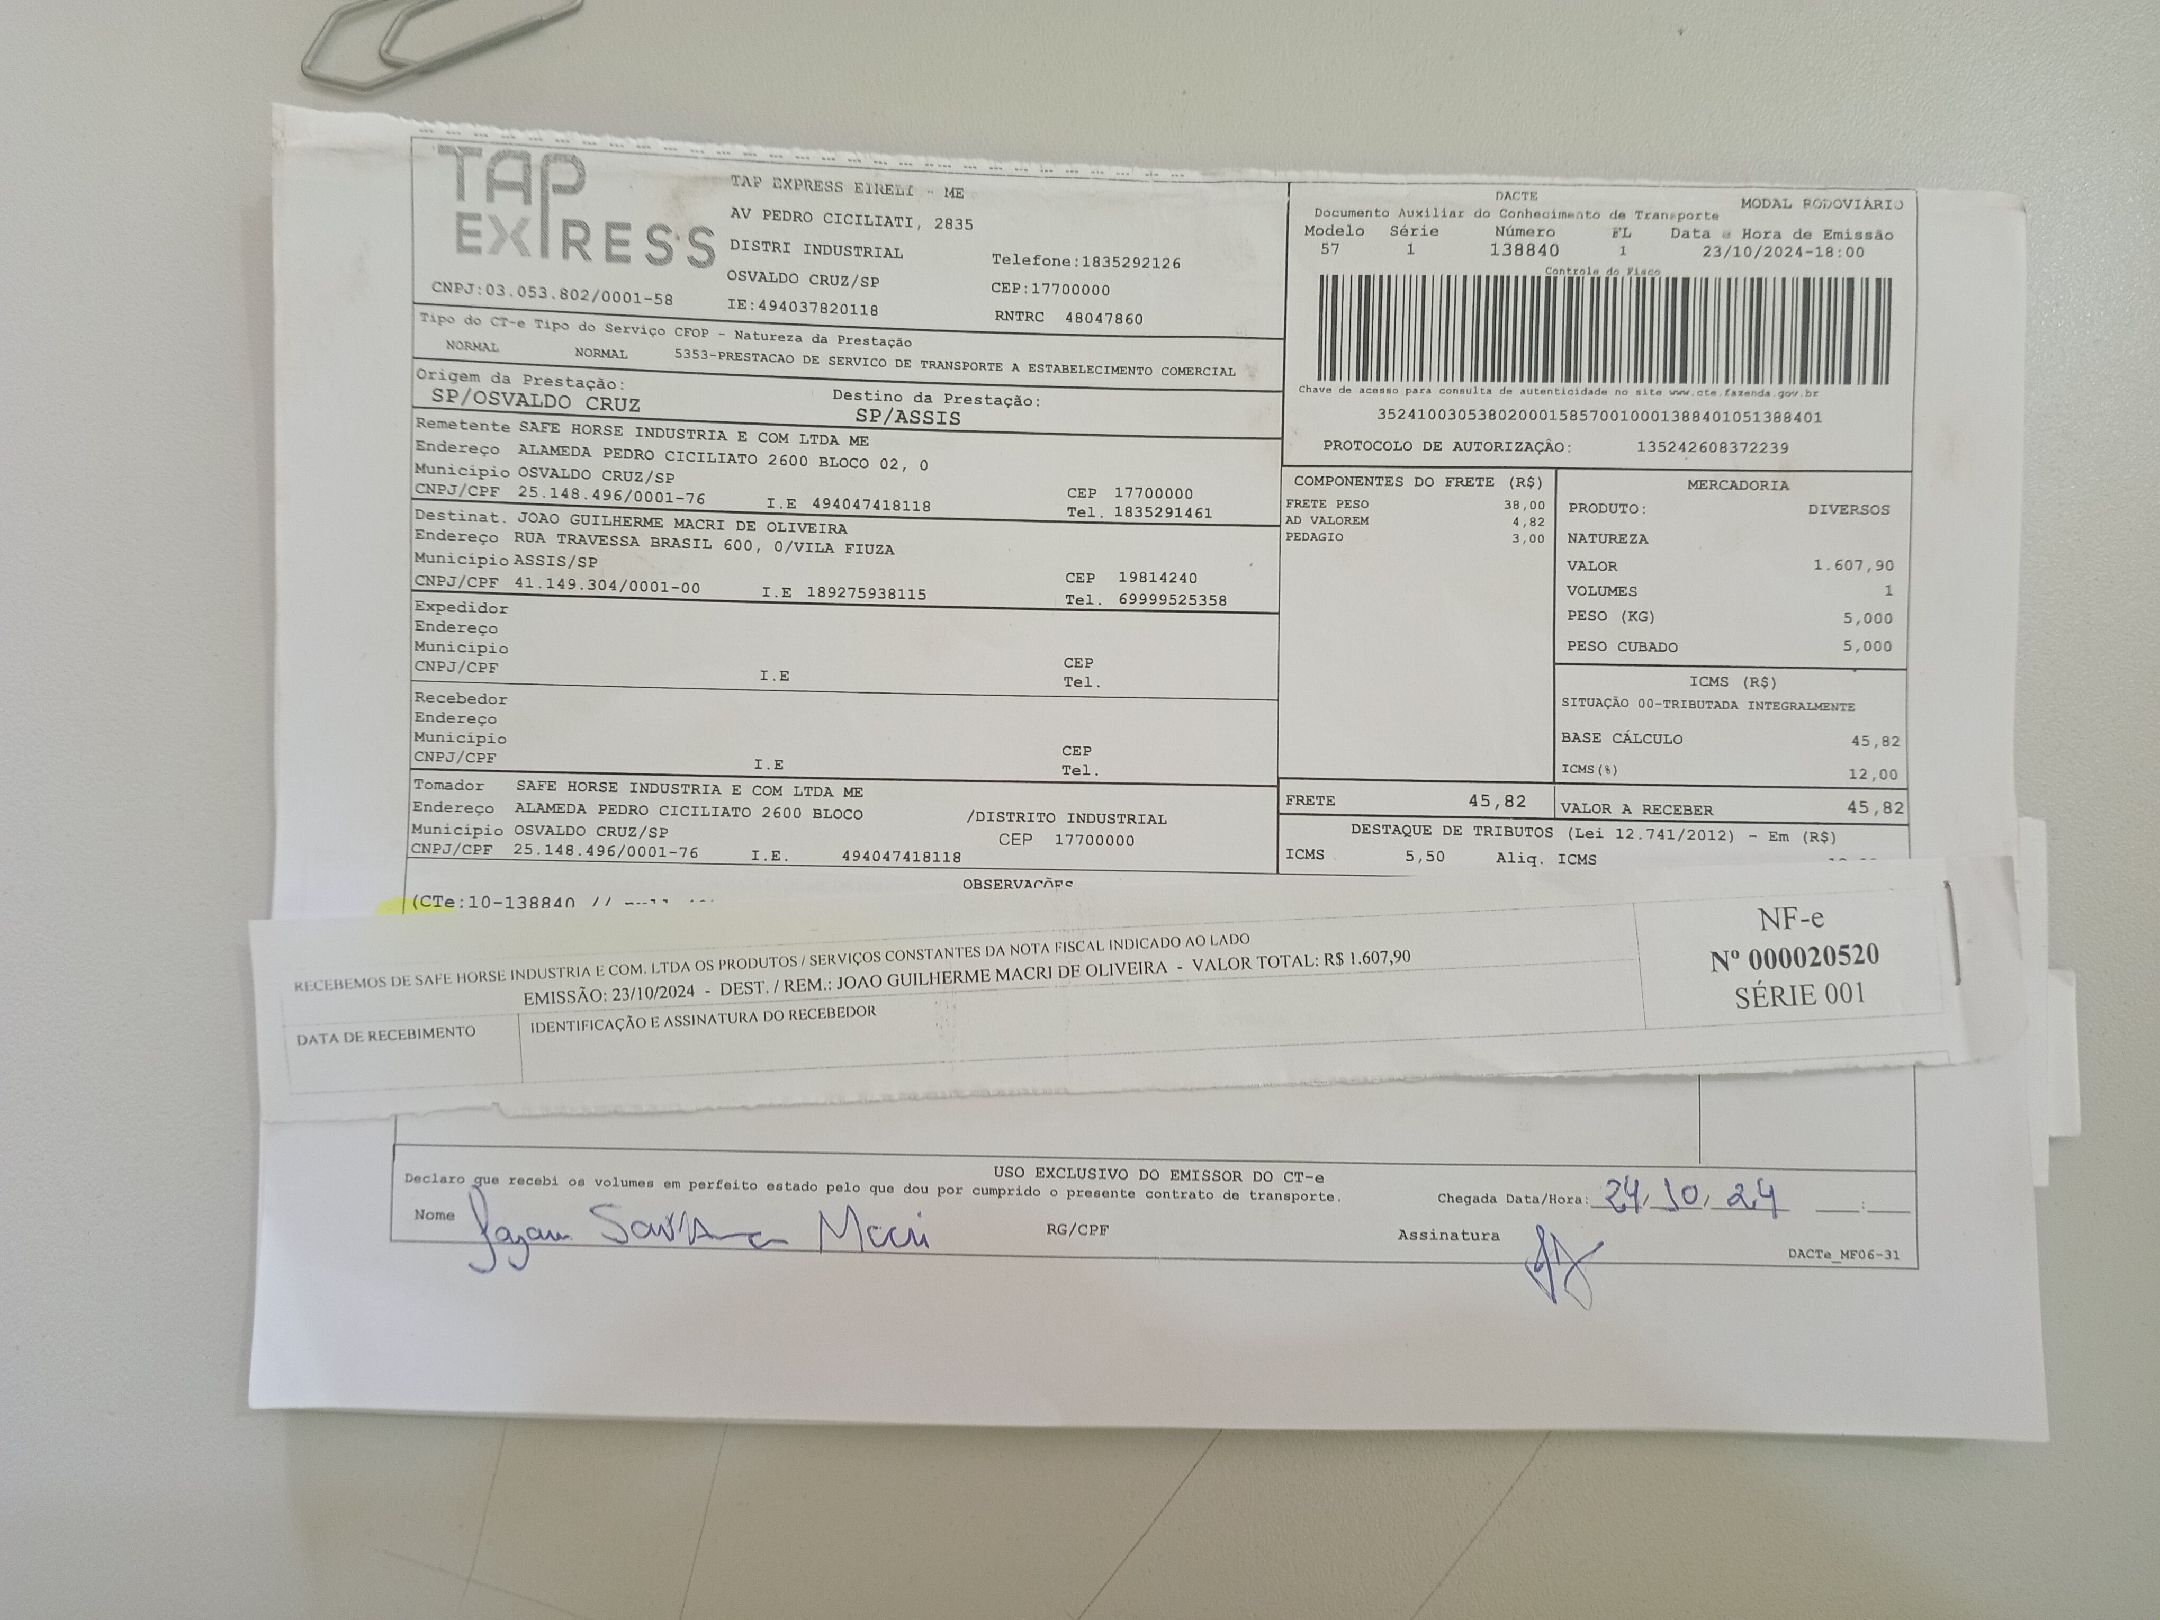 TAP EXPRESS
TAP EXPRESS EIRELI - ME
AV PEDRO CICILIATI, 2835
DISTRI INDUSTRIAL
OSVALDO CRUZ/SP
IE:494037820118
Telefone:1835292126
CEP:17700000
RNTRC 48047860
CNPJ:03.053.802/0001-58
DACTE
MODAL RODOVIÁRIO
Documento Auxiliar do Conhecimento de Transporte
Modelo Série Número FL Data e Hora de Emissão
57 1 138840 1 23/10/2024-18:00
Controle do Fisco
Chave de acesso para consulta de autenticidade no site www.cte.fazenda.gov.br
35241003053802000158570010001388401051388401
PROTOCOLO DE AUTORIZAÇÃO: 135242608372239
Tipo do CT-e Tipo do Serviço CFOP - Natureza da Prestação
NORMAL NORMAL 5353-PRESTACAO DE SERVICO DE TRANSPORTE A ESTABELECIMENTO COMERCIAL
Origem da Prestação: Destino da Prestação:
SP/OSVALDO CRUZ SP/ASSIS
Remetente SAFE HORSE INDUSTRIA E COM LTDA ME
Endereço ALAMEDA PEDRO CICILIATO 2600 BLOCO 02, 0
Município OSVALDO CRUZ/SP CEP 17700000
CNPJ/CPF 25.148.496/0001-76 I.E 494047418118 Tel. 1835291461
Destinat. JOAO GUILHERME MACRI DE OLIVEIRA
Endereço RUA TRAVESSA BRASIL 600, 0/VILA FIUZA
Município ASSIS/SP CEP 19814240
CNPJ/CPF 41.149.304/0001-00 I.E 189275938115 Tel. 69999525358
Expedidor
Endereço
Município CEP
CNPJ/CPF I.E Tel.
Recebedor
Endereço
Município CEP
CNPJ/CPF I.E Tel.
Tomador SAFE HORSE INDUSTRIA E COM LTDA ME
Endereço ALAMEDA PEDRO CICILIATO 2600 BLOCO /DISTRITO INDUSTRIAL
Município OSVALDO CRUZ/SP CEP 17700000
CNPJ/CPF 25.148.496/0001-76 I.E. 494047418118
COMPONENTES DO FRETE (R$)
FRETE PESO 38,00
AD VALOREM 4,82
PEDAGIO 3,00
MERCADORIA
PRODUTO: DIVERSOS
NATUREZA
VALOR 1.607,90
VOLUMES 1
PESO (KG) 5,000
PESO CUBADO 5,000
ICMS (R$)
SITUAÇÃO 00-TRIBUTADA INTEGRALMENTE
BASE CÁLCULO 45,82
ICMS(%) 12,00
FRETE 45,82 VALOR A RECEBER 45,82
DESTAQUE DE TRIBUTOS (Lei 12.741/2012) - Em (R$)
ICMS 5,50 Aliq. ICMS
OBSERVAÇÕES
(CTe:10-138840 //
RECEBEMOS DE SAFE HORSE INDUSTRIA E COM. LTDA OS PRODUTOS / SERVIÇOS CONSTANTES DA NOTA FISCAL INDICADO AO LADO
EMISSÃO: 23/10/2024 - DEST. / REM.: JOAO GUILHERME MACRI DE OLIVEIRA - VALOR TOTAL: R$ 1.607,90
DATA DE RECEBIMENTO IDENTIFICAÇÃO E ASSINATURA DO RECEBEDOR
NF-e
Nº 000020520
SÉRIE 001
USO EXCLUSIVO DO EMISSOR DO CT-e
Declaro que recebi os volumes em perfeito estado pelo que dou por cumprido o presente contrato de transporte.
Chegada Data/Hora: 24/10/24 __:__
Nome Macri RG/CPF Assinatura
DACTe_MF06-31